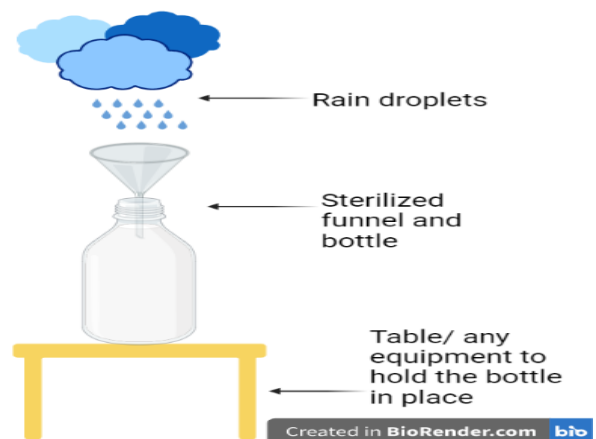 Rain droplets
Sterilized
funnel and
bottle
Table/ any
equipment to
hold the bottle
in place
Created in BioRender.com bio